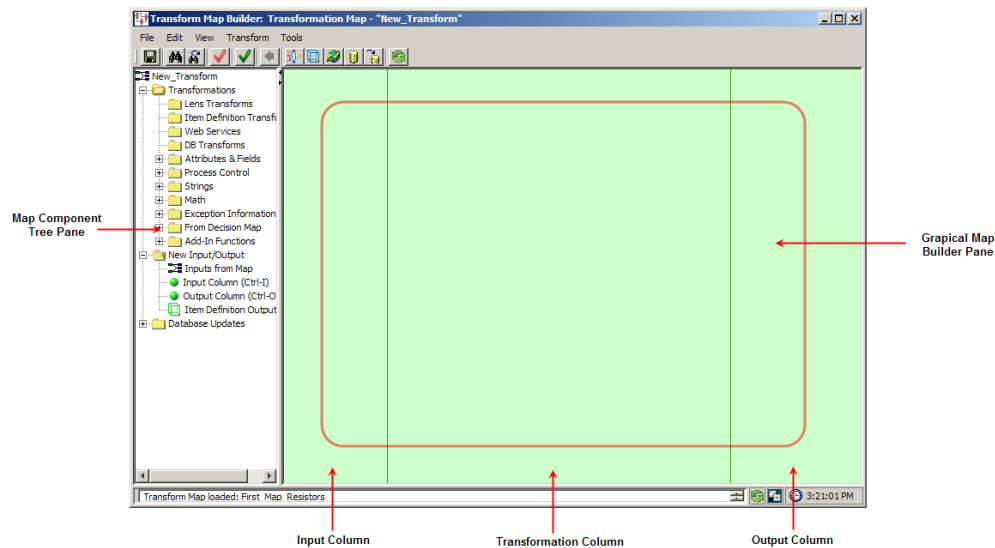 Transform Map Builder: Transformation Map - "New_Transform"
File Edit View Transform Tools
New_Transform
Transformations
Lens Transforms
Item Definition Transfo
Web Services
DB Transforms
Attributes & Fields
Process Control
Strings
Math
Exception Information
From Decision Map
Add-In Functions
New Input/Output
Inputs from Map
Input Column (Ctrl-I)
Output Column (Ctrl-O
Item Definition Output
Database Updates
Map Component
Tree Pane
Grapical Map
Builder Pane
Transform Map loaded: First Map Resistors
3:21:01 PM
Input Column
Transformation Column
Output Column